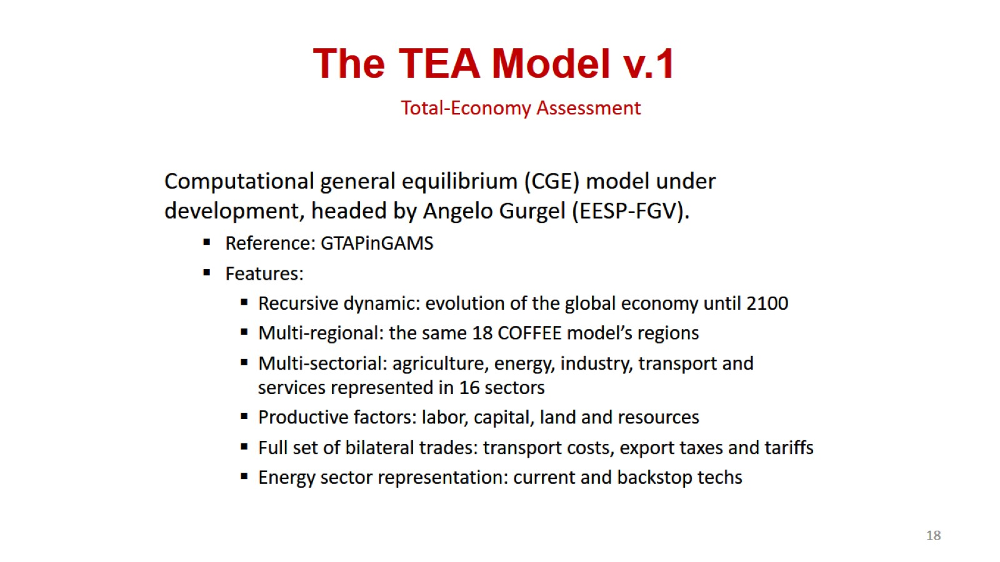 The TEA Model v.1
Total-Economy Assessment
Computational general equilibrium (CGE) model under
development, headed by Angelo Gurgel (EESP-FGV).
▪ Reference: GTAPinGAMS
▪ Features:
▪ Recursive dynamic: evolution of the global economy until 2100
▪ Multi-regional: the same 18 COFFEE model’s regions
▪ Multi-sectorial: agriculture, energy, industry, transport and
services represented in 16 sectors
▪ Productive factors: labor, capital, land and resources
▪ Full set of bilateral trades: transport costs, export taxes and tariffs
▪ Energy sector representation: current and backstop techs
18